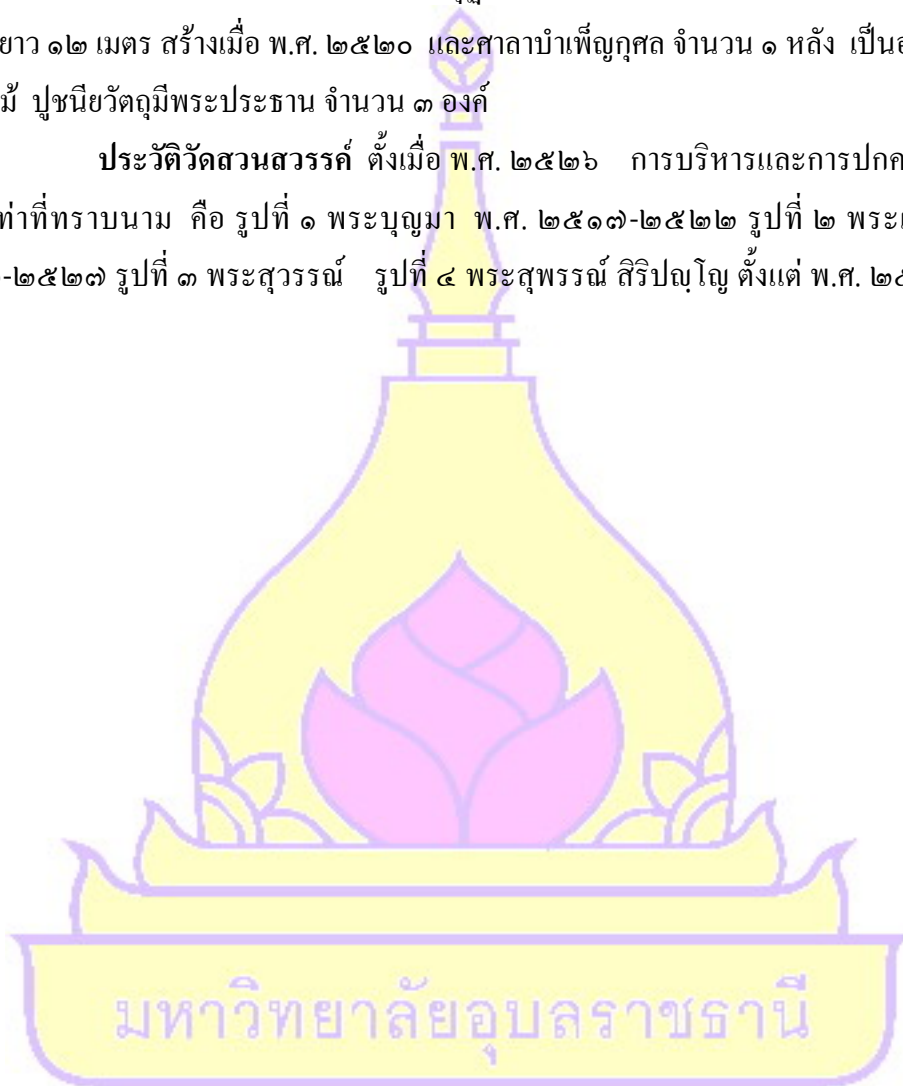 ยาว ๑๒ เมตร สร้างเมื่อ พ.ศ. ๒๕๒๐ และศาลาบำเพ็ญกุศล จำนวน ๑ หลัง เป็น
ปูชนียวัตถุมีพระประธาน จำนวน ๓ องค์
ประวัติวัดสวนสวรรค์ ตั้งเมื่อ พ.ศ. ๒๕๒๖ การบริหารและการปกค
ท่าที่ทราบนาม คือ รูปที่ ๑ พระบุญมา พ.ศ. ๒๕๑๗-๒๕๒๒ รูปที่ ๒
-๒๕๒๗ รูปที่ ๓ พระสุวรรณ์ รูปที่ ๔ พระสุพรรณ์ สิริปญฺโญ ตั้งแต่ พ.ศ.
มหาวิทยาลัยอุบลราชธานี